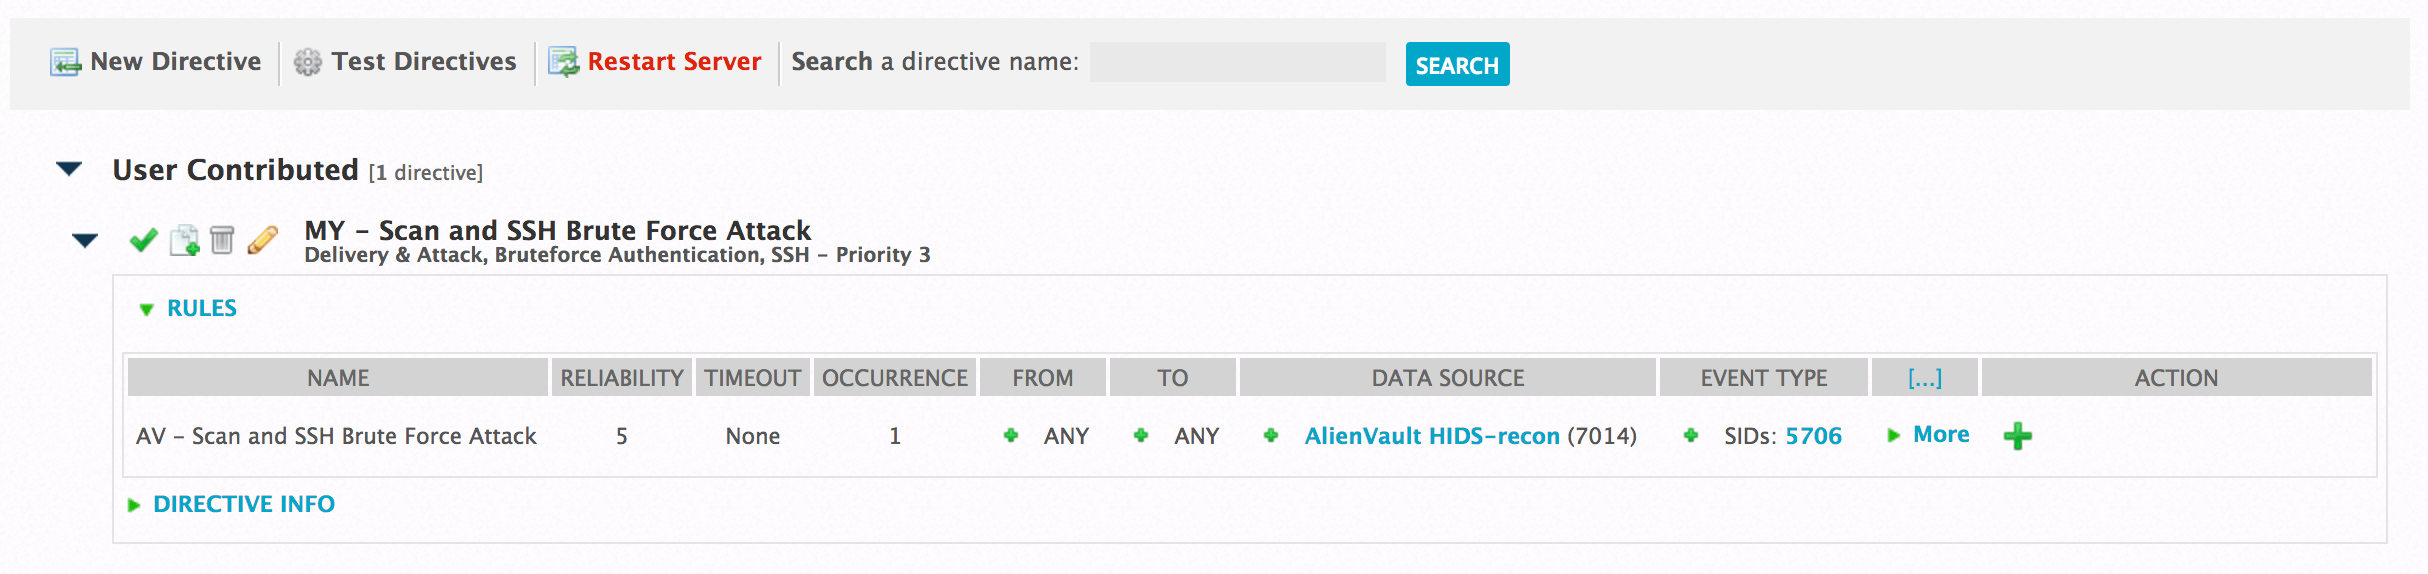 New Directive Test Directives Restart Server Search a directive name: SEARCH
User Contributed [1 directive]
MY – Scan and SSH Brute Force Attack
Delivery & Attack, Bruteforce Authentication, SSH – Priority 3
RULES
NAME RELIABILITY TIMEOUT OCCURRENCE FROM TO DATA SOURCE EVENT TYPE [...] ACTION
AV – Scan and SSH Brute Force Attack 5 None 1 ANY ANY AlienVault HIDS-recon (7014) SIDs: 5706 More
DIRECTIVE INFO